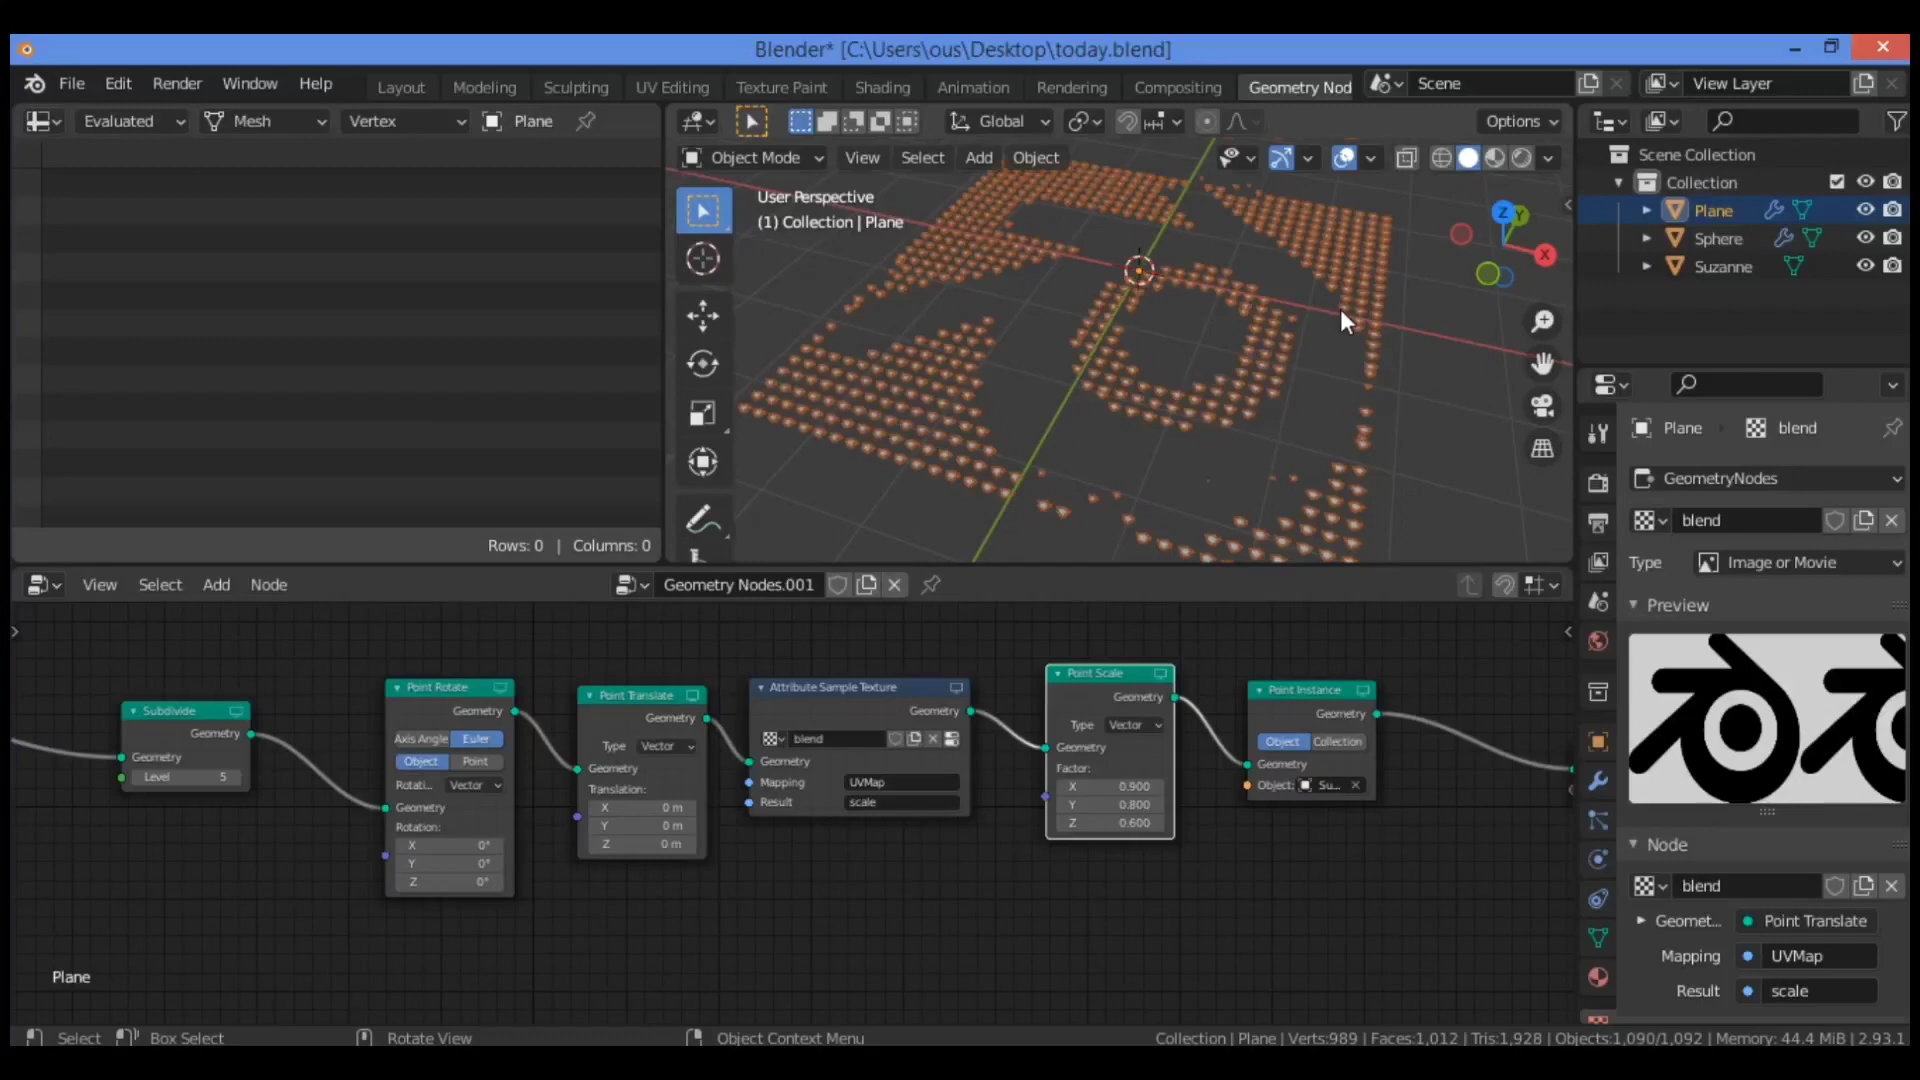 Blender* [C:\Users\ous\Desktop\today.blend]
File Edit Render Window Help
Layout Modeling Sculpting UV Editing Texture Paint Shading Animation Rendering Compositing Geometry Nod
Scene
View Layer
Evaluated Mesh Vertex Plane
Global Options
Object Mode View Select Add Object
User Perspective
(1) Collection | Plane
Z Y X
Rows: 0 | Columns: 0
Scene Collection
Collection
Plane
Sphere
Suzanne
Plane blend
GeometryNodes
blend
Type Image or Movie
Preview
Node
blend
Geomet... Point Translate
Mapping UVMap
Result scale
View Select Add Node Geometry Nodes.001
Subdivide
Geometry
Geometry
Level 5
Point Rotate
Geometry
Axis Angle Euler
Object Point
Rotati... Vector
Geometry
Rotation:
X 0°
Y 0°
Z 0°
Point Translate
Geometry
Type Vector
Geometry
Translation:
X 0 m
Y 0 m
Z 0 m
Attribute Sample Texture
Geometry
blend
Geometry
Mapping UVMap
Result scale
Point Scale
Geometry
Type Vector
Geometry
Factor:
X 0.900
Y 0.800
Z 0.600
Point Instance
Geometry
Object Collection
Geometry
Object: Su...
Plane
Select Box Select Rotate View Object Context Menu
Collection | Plane | Verts:989 | Faces:1,012 | Tris:1,928 | Objects:1,090/1,092 | Memory: 44.4 MiB | 2.93.1